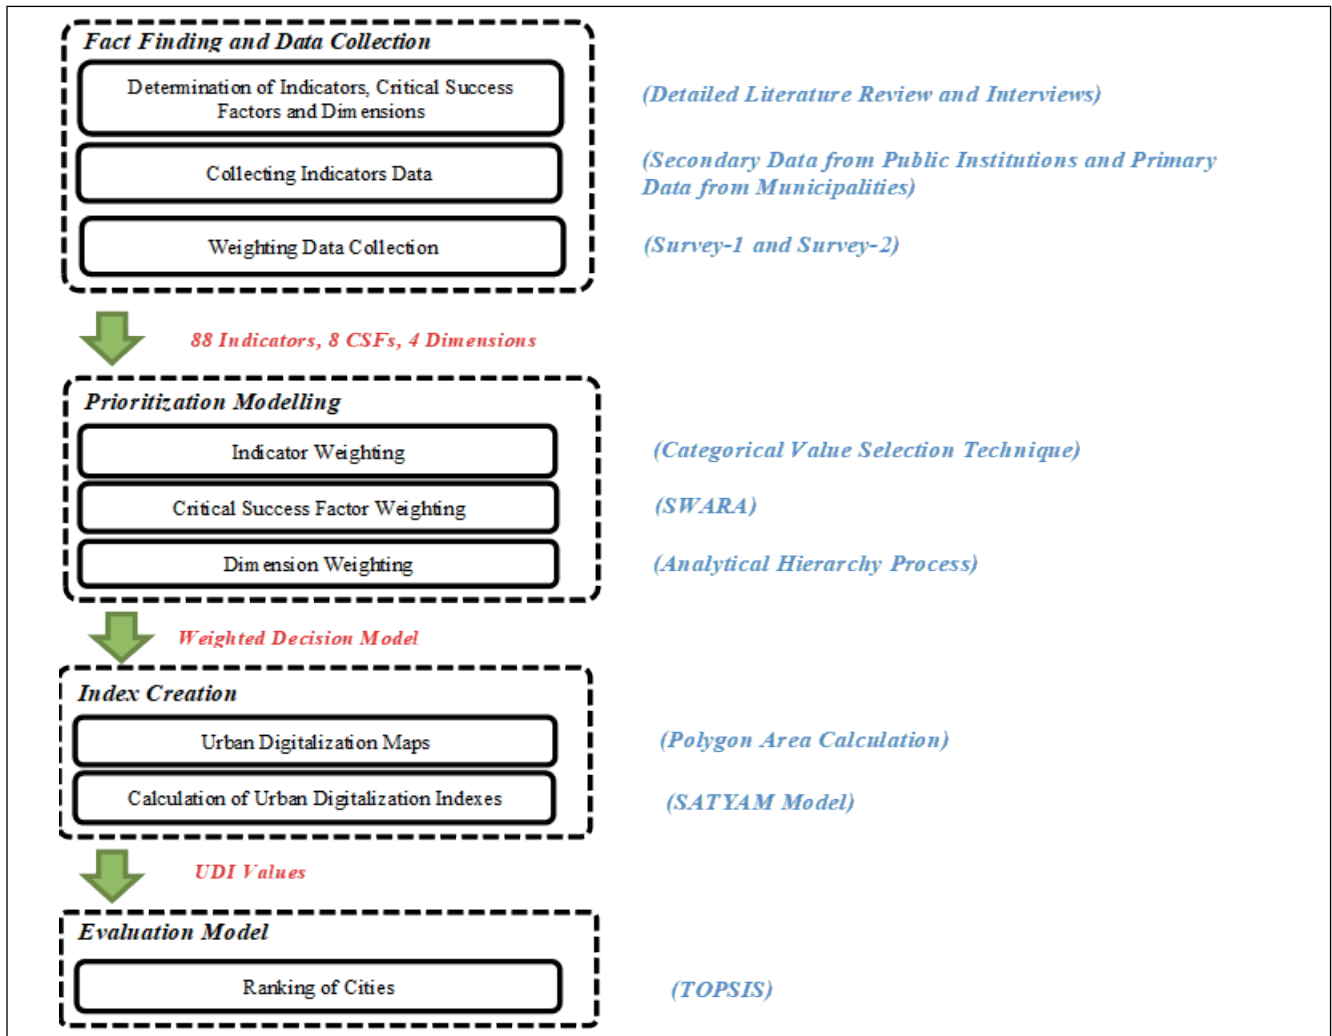 Fact Finding and Data Collection
Determination of Indicators, Critical Success
Factors and Dimensions
(Detailed Literature Review and Interviews)
Collecting Indicators Data
(Secondary Data from Public Institutions and Primary
Data from Municipalities)
Weighting Data Collection
(Survey-1 and Survey-2)
88 Indicators, 8 CSFs, 4 Dimensions
Prioritization Modelling
Indicator Weighting
(Categorical Value Selection Technique)
Critical Success Factor Weighting
(SWARA)
Dimension Weighting
(Analytical Hierarchy Process)
Weighted Decision Model
Index Creation
Urban Digitalization Maps
(Polygon Area Calculation)
Calculation of Urban Digitalization Indexes
(SATYAM Model)
UDI Values
Evaluation Model
Ranking of Cities
(TOPSIS)